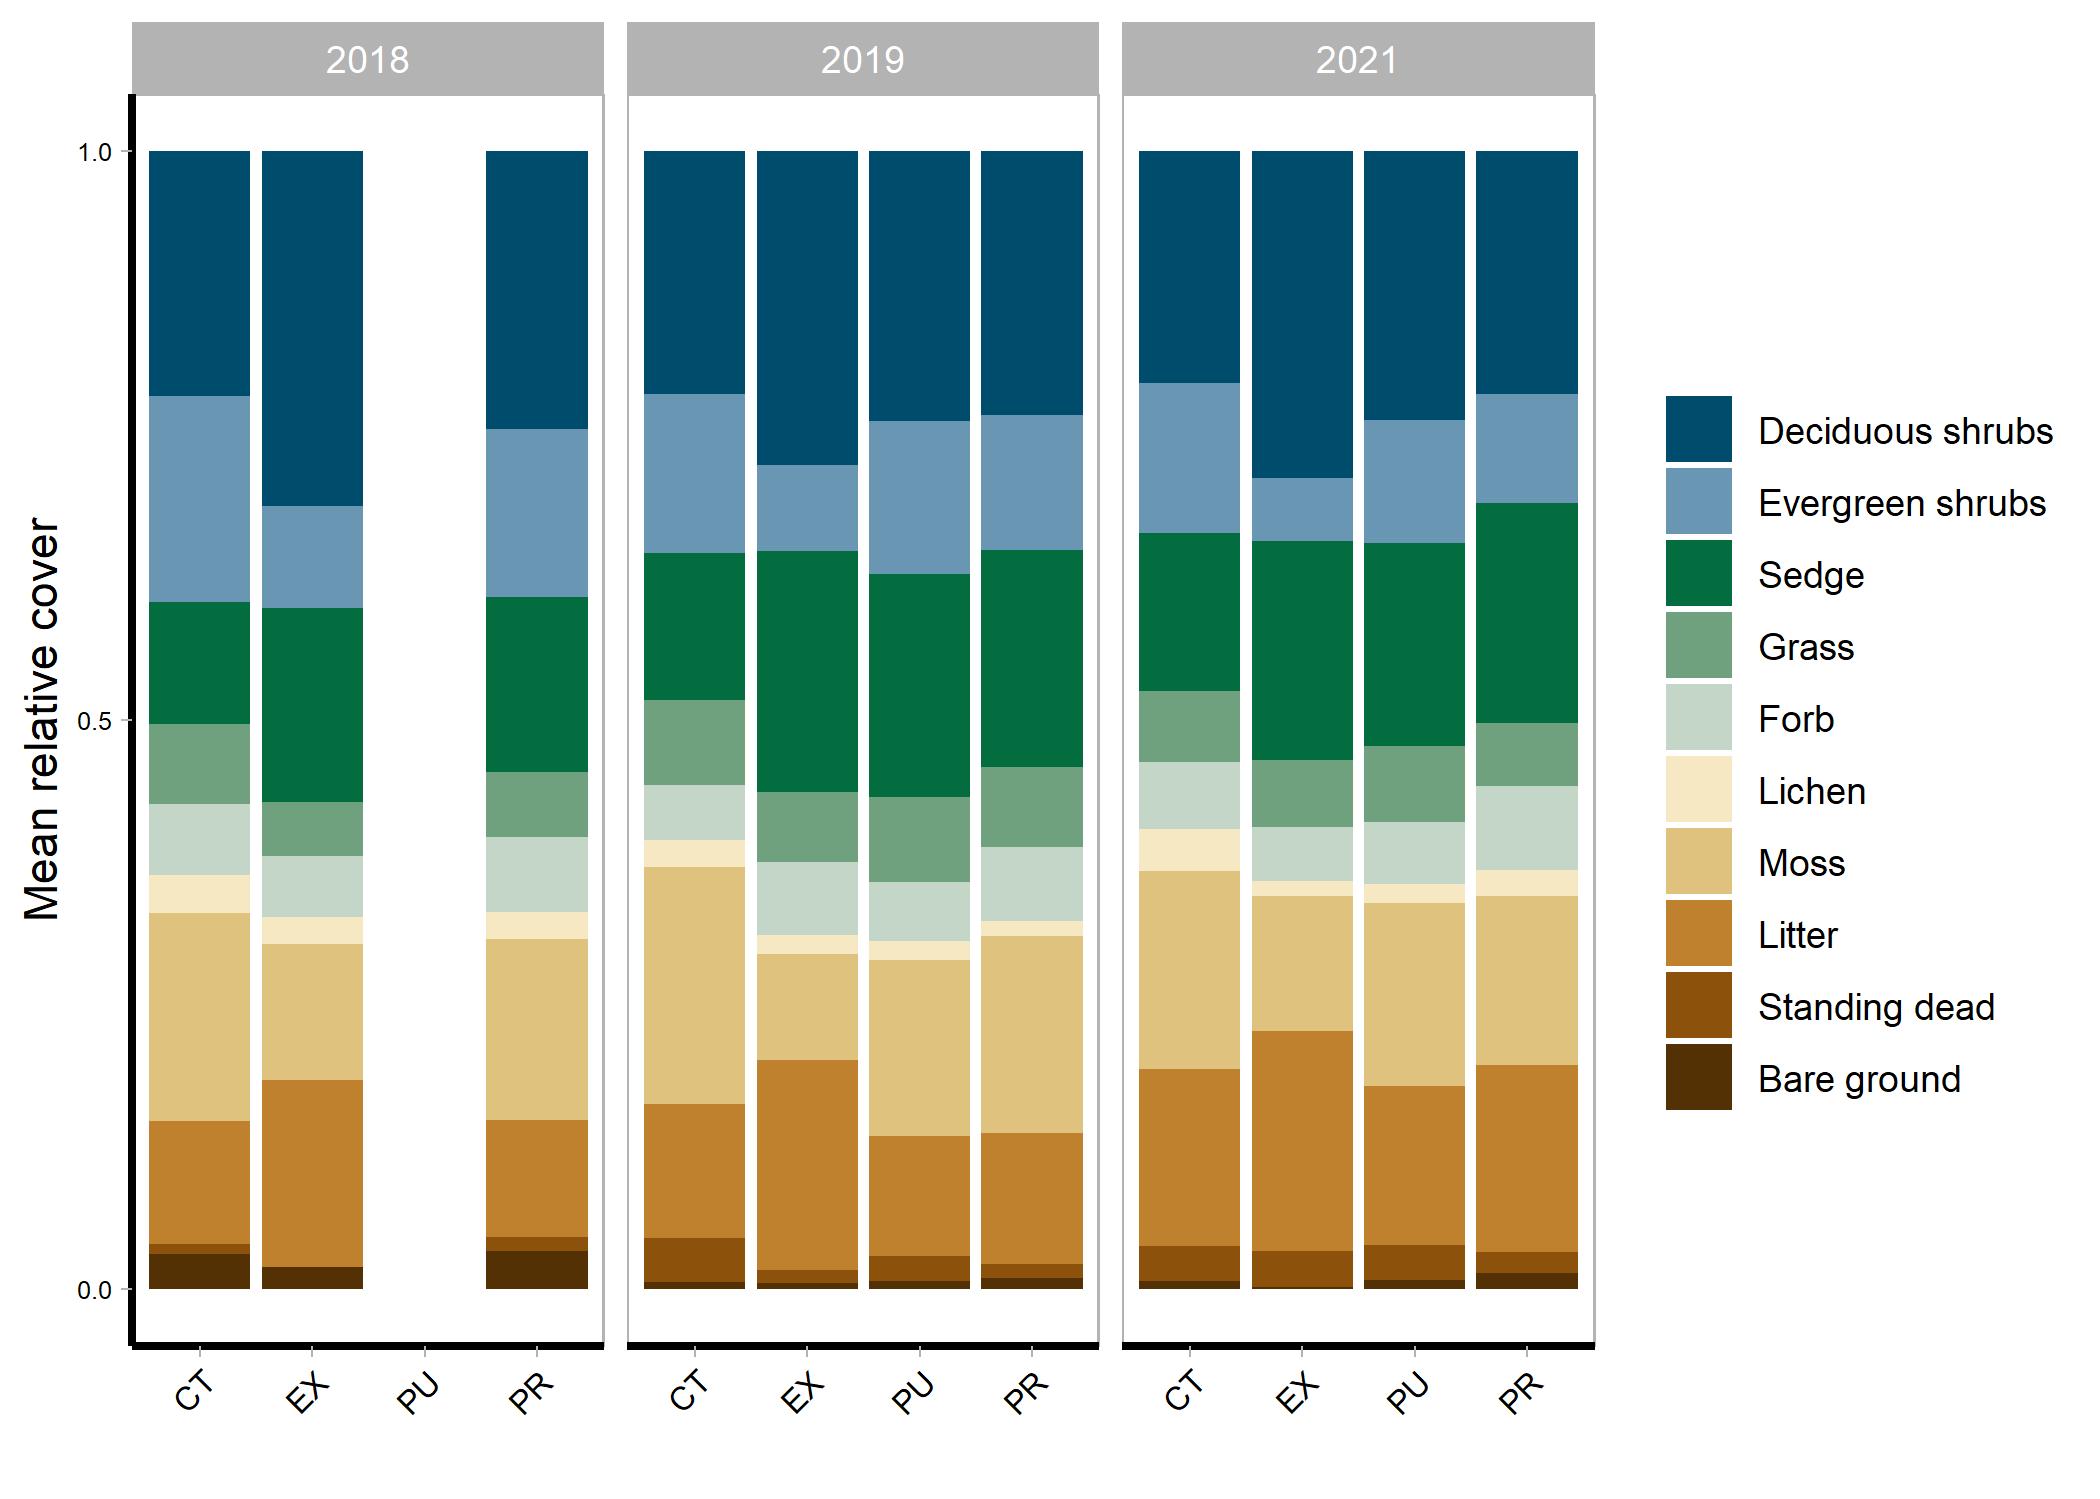 2018 2019 2021
1.0
0.5
0.0
Mean relative cover
CT EX PU PR CT EX PU PR CT EX PU PR
Deciduous shrubs
Evergreen shrubs
Sedge
Grass
Forb
Lichen
Moss
Litter
Standing dead
Bare ground